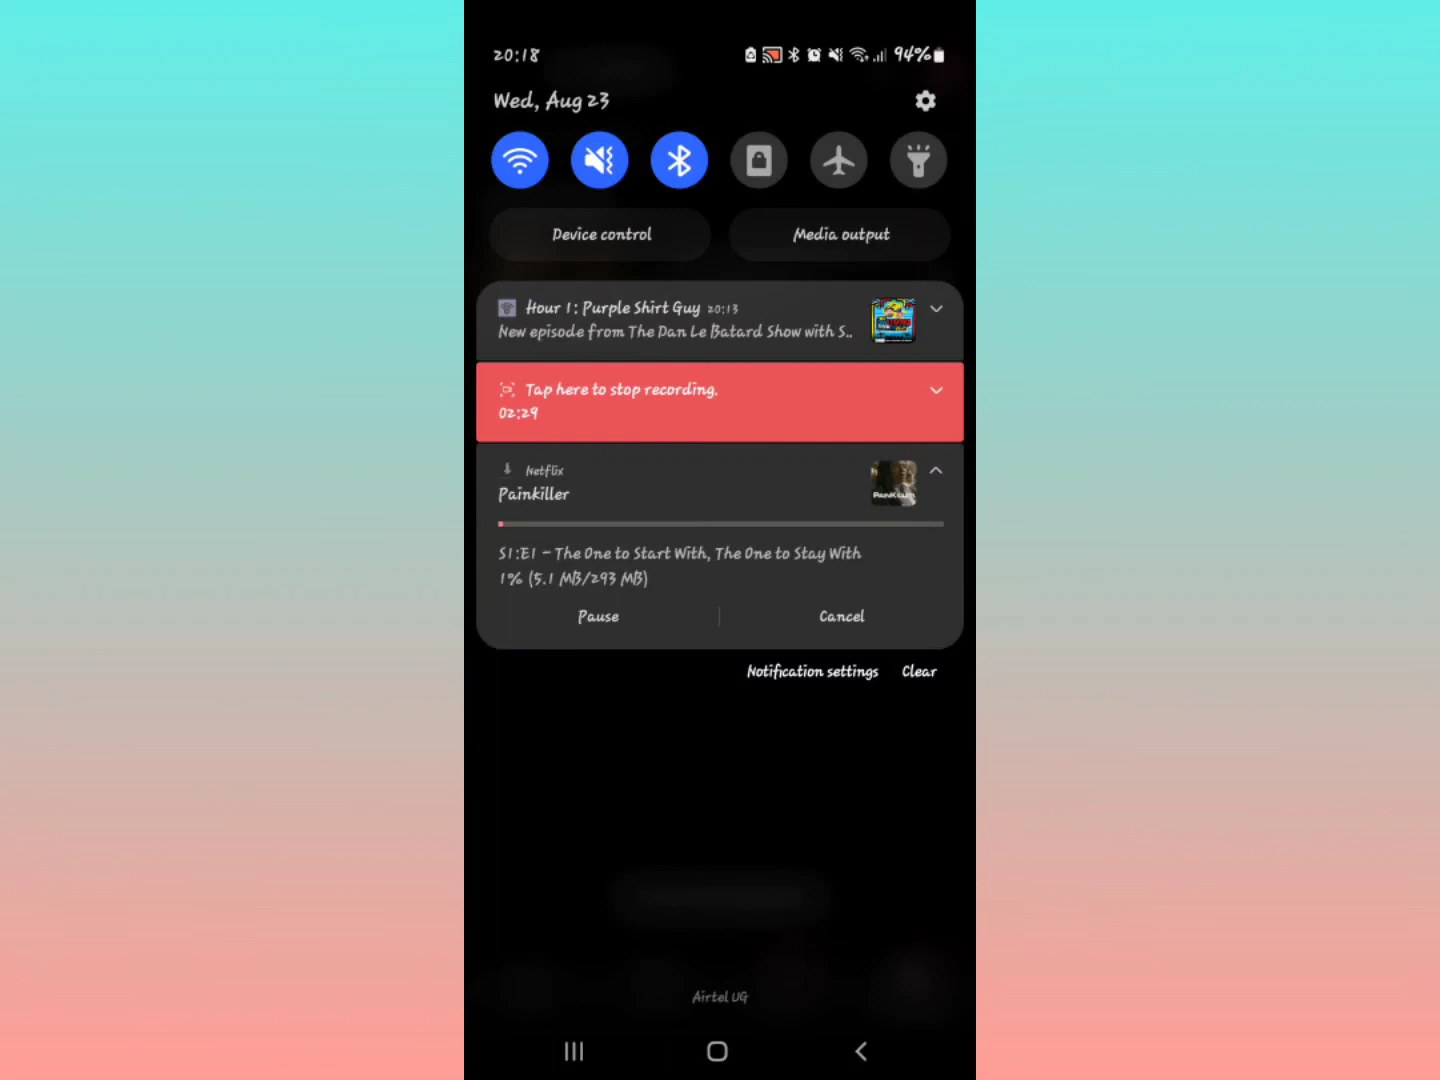 20:18
94%
Wed, Aug 23
Device control
Media output
Hour 1: Purple Shirt Guy 20:13
New episode from The Dan Le Batard Show with S..
Tap here to stop recording.
02:29
Netflix
Painkiller
S1:E1 – The One to Start With, The One to Stay With
1% (5.1 MB/293 MB)
Pause
Cancel
Notification settings
Clear
Airtel UG